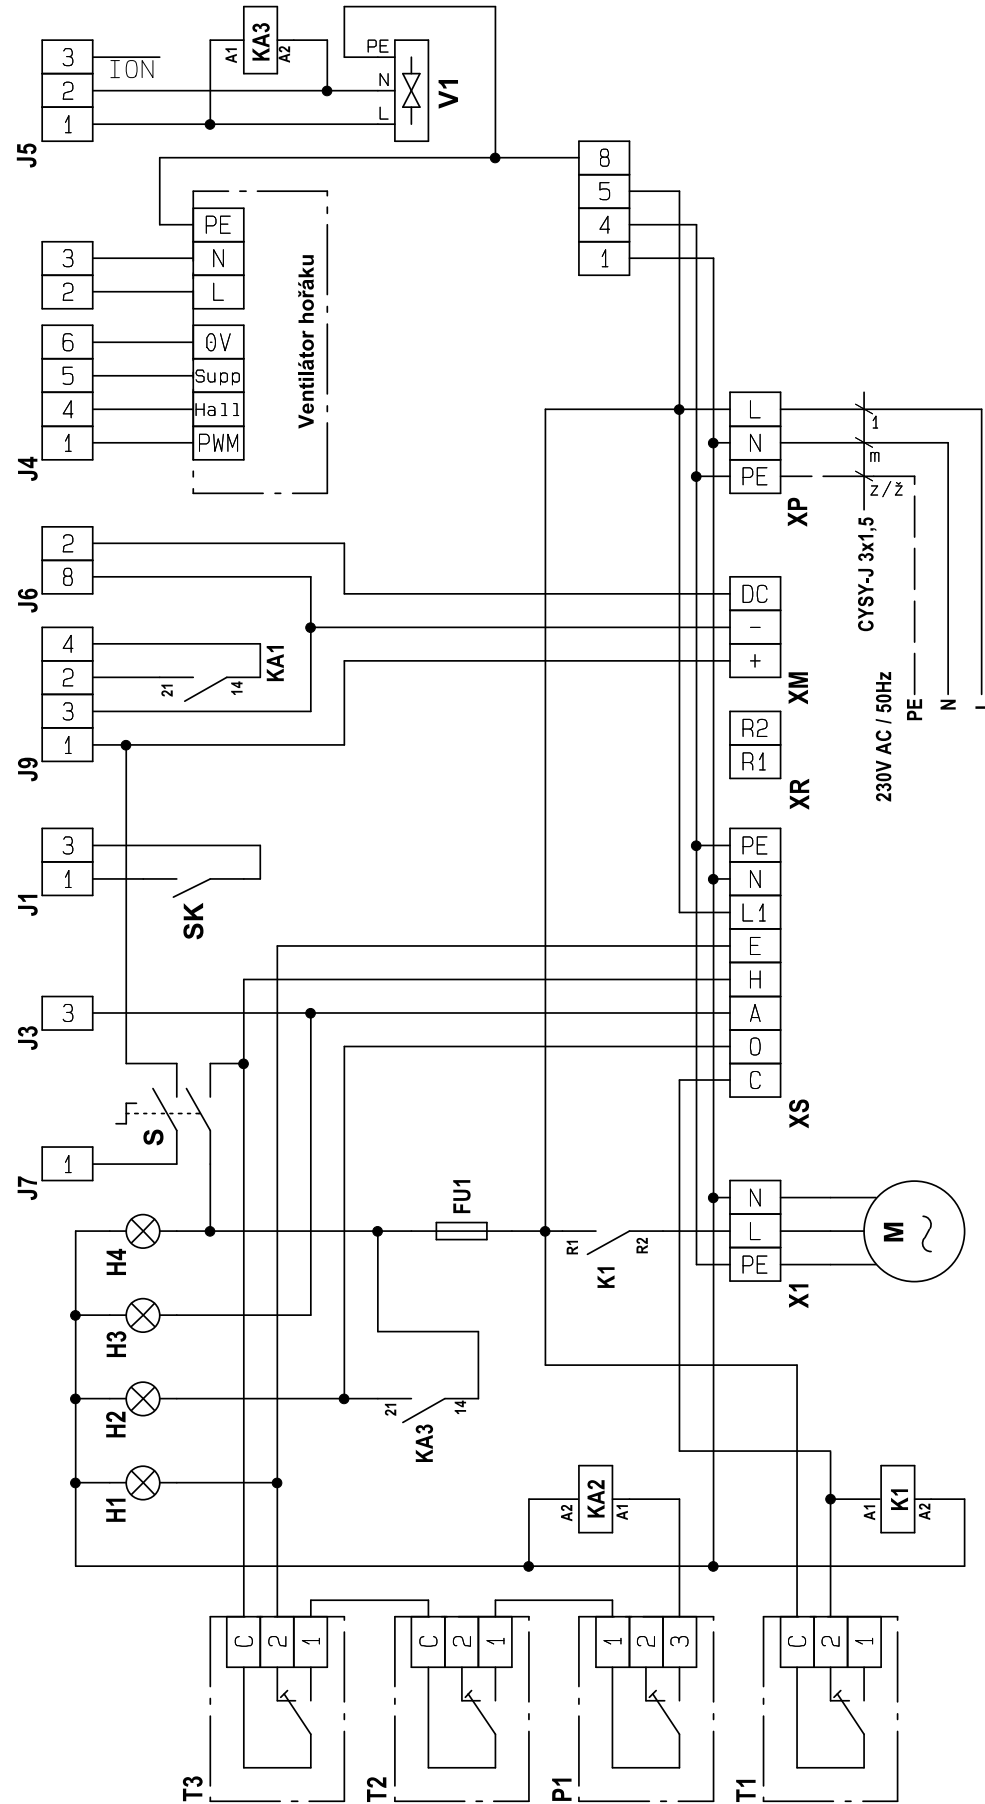 J5
3
2
1
ION
A1
KA3
A2
PE
N
L
V1
J4
3
2
6
5
4
1
PE
N
L
0V
Supp
Hall
PWM
Ventilátor hořáku
8
5
4
1
J6
2
8
J9
4
2
3
1
21
14
KA1
XP
L
N
PE
1
m
z/ž
CYSY-J 3x1,5
230V AC / 50Hz
PE
N
XM
DC
-
+
XR
R2
R1
J1
3
1
SK
J3
3
J7
1
S
XS
PE
N
L1
E
H
A
O
C
X1
N
L
PE
M
H4
H3
H2
H1
FU1
R1
R2
K1
21
14
KA3
A2
KA2
A1
A1
K1
A2
T3
C
2
1
T2
C
2
1
P1
1
2
3
T1
C
2
1